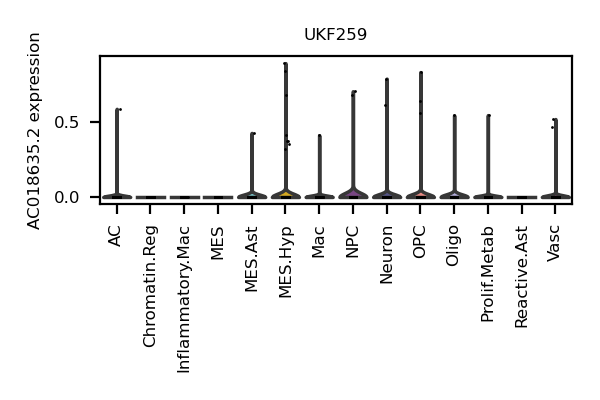 UKF259
AC018635.2 expression
0.5
0.0
AC
Chromatin.Reg
Inflammatory.Mac
MES
MES.Ast
MES.Hyp
Mac
NPC
Neuron
OPC
Oligo
Prolif.Metab
Reactive.Ast
Vasc